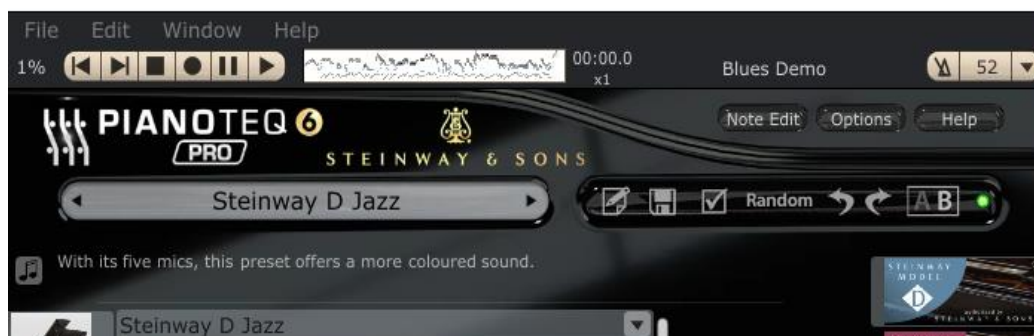 File Edit Window Help
1% 00:00.0 x1 Blues Demo 52
PIANOTEQ 6 PRO
STEINWAY & SONS
Note Edit Options Help
Steinway D Jazz
Random A B
With its five mics, this preset offers a more coloured sound.
STEINWAY
MODEL
D
STEINWAY & SONS
Steinway D Jazz